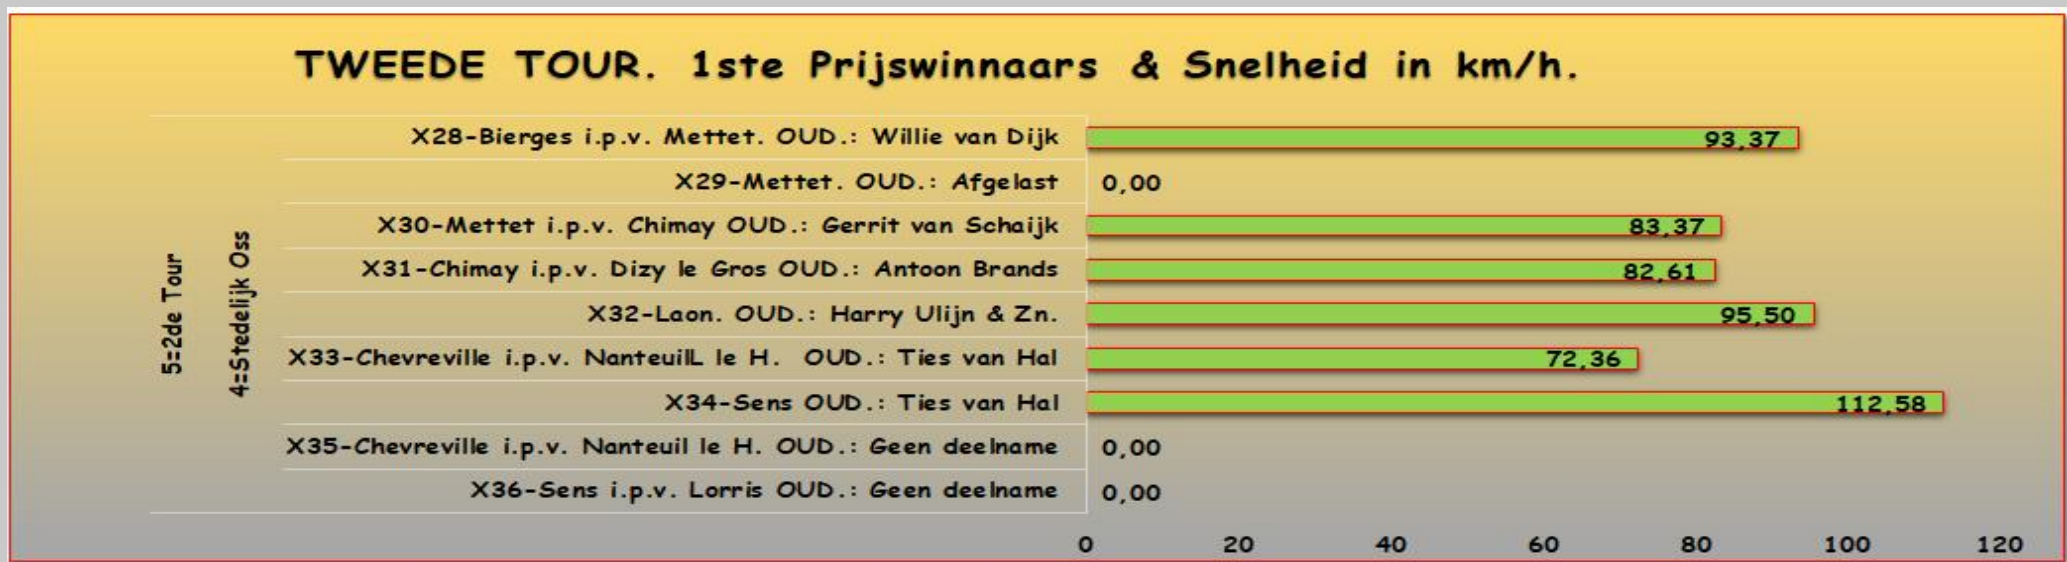 TWEEDE TOUR. 1ste Prijswinnaars & Snelheid in km/h.
5=2de Tour
4=Stedelijk Oss
X28-Bierges i.p.v. Mettet. OUD.: Willie van Dijk 93,37
X29-Mettet. OUD.: Afgelast 0,00
X30-Mettet i.p.v. Chimay OUD.: Gerrit van Schaijk 83,37
X31-Chimay i.p.v. Dizy le Gros OUD.: Antoon Brands 82,61
X32-Laon. OUD.: Harry Ulijn & Zn. 95,50
X33-Chevreville i.p.v. NanteuilL le H. OUD.: Ties van Hal 72,36
X34-Sens OUD.: Ties van Hal 112,58
X35-Chevreville i.p.v. Nanteuil le H. OUD.: Geen deelname 0,00
X36-Sens i.p.v. Lorris OUD.: Geen deelname 0,00
0 20 40 60 80 100 120